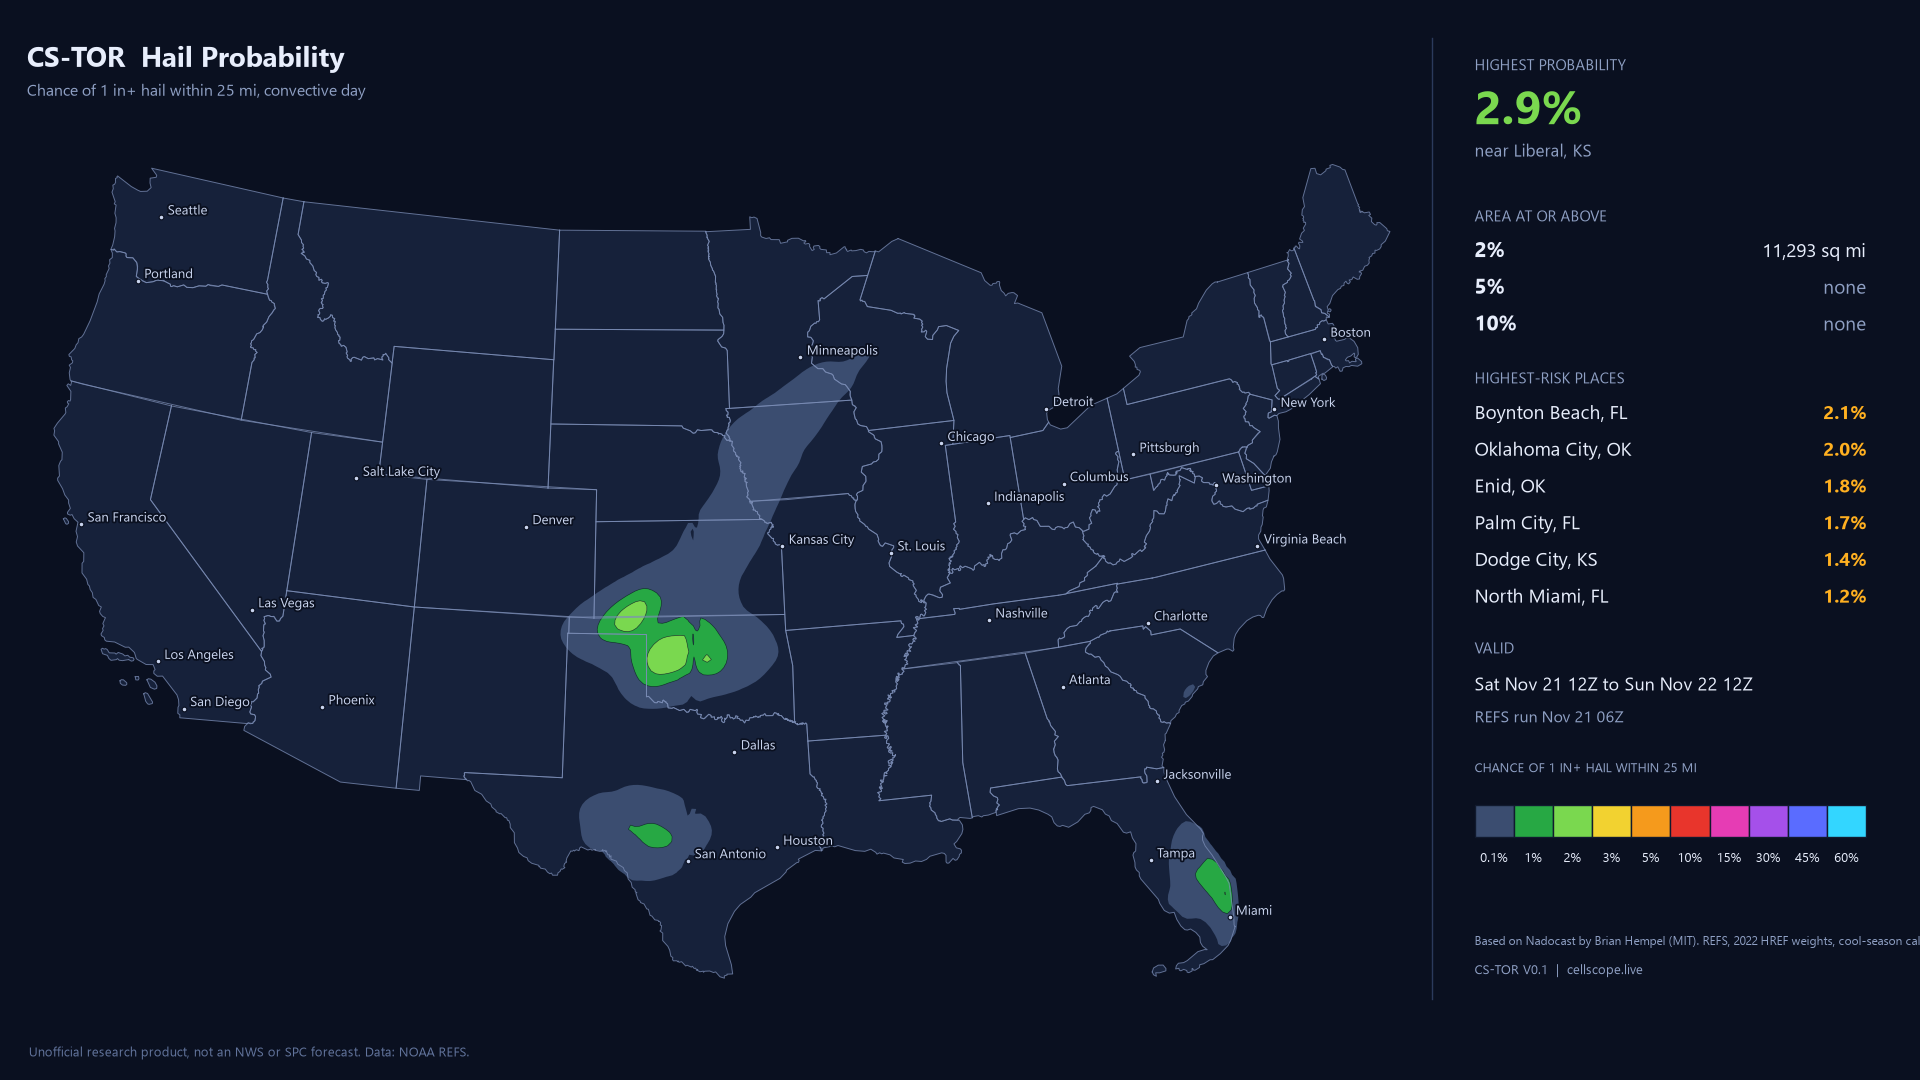 CS-TOR Hail Probability
Chance of 1 in+ hail within 25 mi, convective day
Seattle
Portland
Minneapolis
Boston
Detroit
New York
Chicago
Pittsburgh
Salt Lake City
Columbus
Washington
Indianapolis
San Francisco
Denver
Kansas City
St. Louis
Virginia Beach
Las Vegas
Nashville
Charlotte
Los Angeles
Atlanta
San Diego
Phoenix
Dallas
Jacksonville
Houston
San Antonio
Tampa
Miami
HIGHEST PROBABILITY
2.9%
near Liberal, KS
AREA AT OR ABOVE
2% 11,293 sq mi
5% none
10% none
HIGHEST-RISK PLACES
Boynton Beach, FL 2.1%
Oklahoma City, OK 2.0%
Enid, OK 1.8%
Palm City, FL 1.7%
Dodge City, KS 1.4%
North Miami, FL 1.2%
VALID
Sat Nov 21 12Z to Sun Nov 22 12Z
REFS run Nov 21 06Z
CHANCE OF 1 IN+ HAIL WITHIN 25 MI
0.1% 1% 2% 3% 5% 10% 15% 30% 45% 60%
Based on Nadocast by Brian Hempel (MIT). REFS, 2022 HREF weights, cool-season cal
CS-TOR V0.1 | cellscope.live
Unofficial research product, not an NWS or SPC forecast. Data: NOAA REFS.